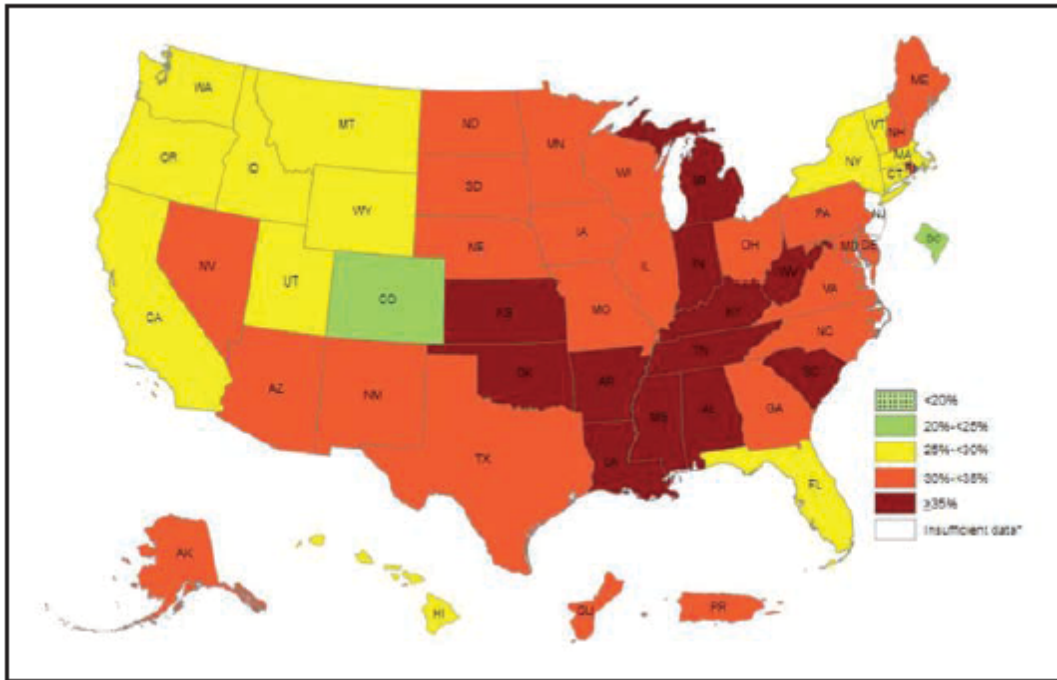 ME
WA
MT
ND
VT
NH
MN
OR
ID
MA
NY
WI
CT
RI
SD
MI
WY
PA
NJ
IA
NE
OH
DC
MD
DE
IN
IL
NV
WV
UT
CO
VA
KS
MO
KY
CA
NC
TN
OK
AR
SC
AZ
NM
GA
MS
AL
<20%
20%-<25%
TX
25%-<30%
LA
30%-<35%
FL
≥35%
Insufficient data*
AK
PR
GU
HI